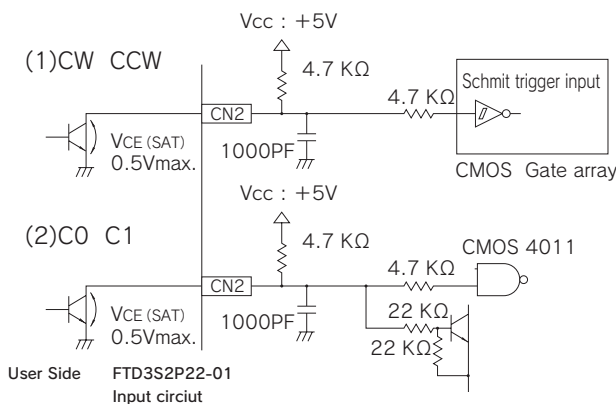 Vcc : +5V
(1)CW CCW
4.7 KΩ
4.7 KΩ
Schmit trigger input
CN2
VCE (SAT)
0.5Vmax.
1000PF
CMOS Gate array
Vcc : +5V
(2)C0 C1
4.7 KΩ
CMOS 4011
4.7 KΩ
CN2
VCE (SAT)
0.5Vmax.
1000PF
22 KΩ
22 KΩ
User Side FTD3S2P22-01
Input circiut